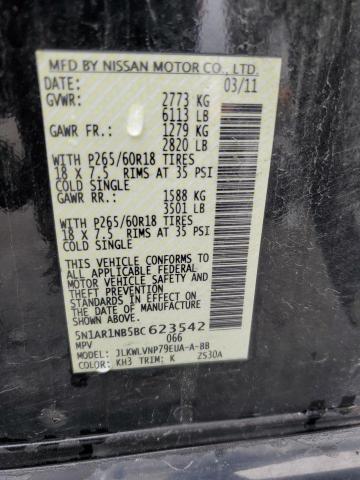 MFD BY NISSAN MOTOR CO., LTD.
DATE: 03/11
GVWR: 2773 KG
6113 LB
GAWR FR.: 1279 KG
2820 LB
WITH P265/60R18 TIRES
18 X 7.5 RIMS AT 35 PSI
COLD SINGLE
GAWR RR.: 1588 KG
3501 LB
WITH P265/60R18 TIRES
18 X 7.5 RIMS AT 35 PSI
COLD SINGLE
THIS VEHICLE CONFORMS TO
ALL APPLICABLE FEDERAL
MOTOR VEHICLE SAFETY
STANDARDS IN EFFECT ON
THE DATE OF MANUFACTURE
SHOWN ABOVE.
5N1AR1NB5BC623542
066
MPV
MODEL: JLKWLVNP79EUA-A-BB
COLOR: KH3 TRIM: K ZS30A